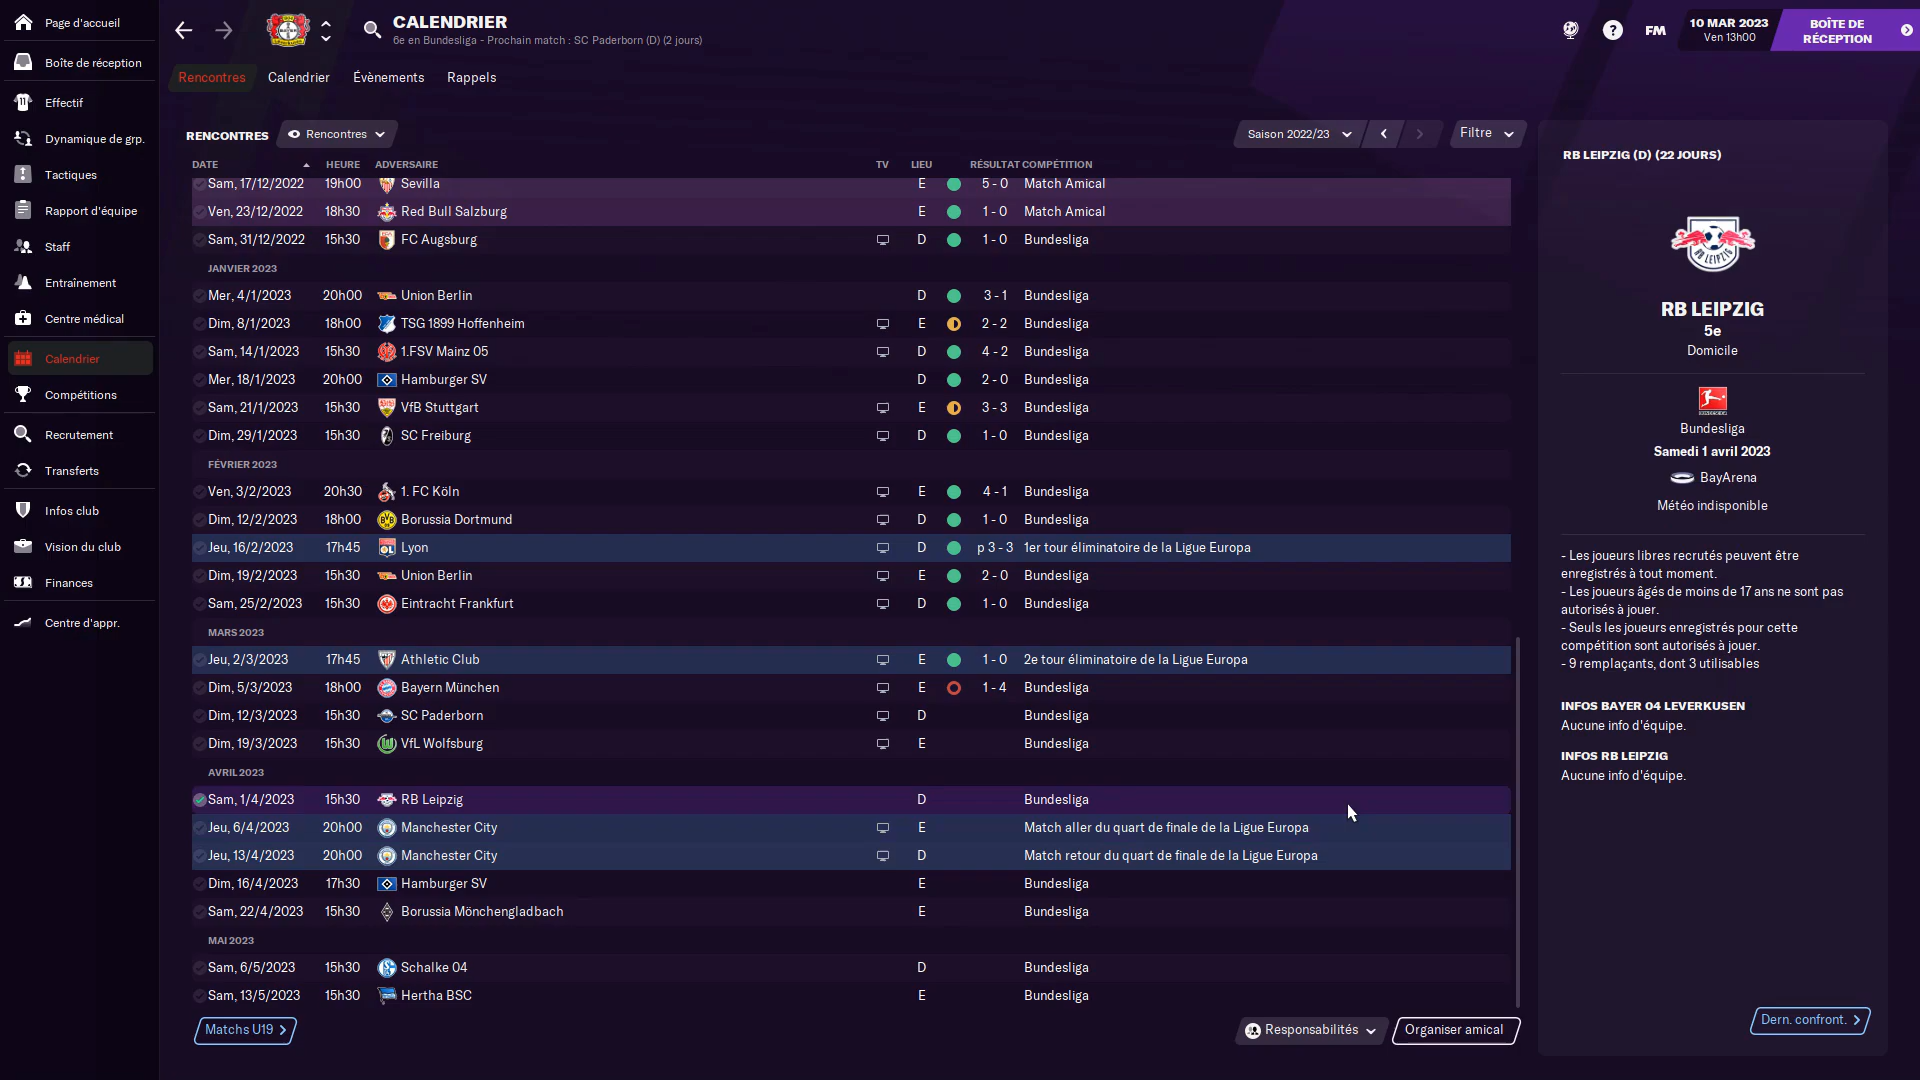 Page d'accueil
Boîte de réception
Effectif
Dynamique de grp.
Tactiques
Rapport d'équipe
Staff
Entraînement
Centre médical
Calendrier
Compétitions
Recrutement
Transferts
Infos club
Vision du club
Finances
Centre d'appr.
CALENDRIER
6e en Bundesliga - Prochain match : SC Paderborn (D) (2 jours)
FM
10 MAR 2023
Ven 13h00
BOÎTE DE
RÉCEPTION
Rencontres Calendrier Évènements Rappels
RENCONTRES Rencontres Saison 2022/23 Filtre
DATE HEURE ADVERSAIRE TV LIEU RÉSULTAT COMPÉTITION
Sam, 17/12/2022 19h00 Sevilla E 5 - 0 Match Amical
Ven, 23/12/2022 18h30 Red Bull Salzburg E 1 - 0 Match Amical
Sam, 31/12/2022 15h30 FC Augsburg D 1 - 0 Bundesliga
JANVIER 2023
Mer, 4/1/2023 20h00 Union Berlin D 3 - 1 Bundesliga
Dim, 8/1/2023 18h00 TSG 1899 Hoffenheim E 2 - 2 Bundesliga
Sam, 14/1/2023 15h30 1.FSV Mainz 05 D 4 - 2 Bundesliga
Mer, 18/1/2023 20h00 Hamburger SV D 2 - 0 Bundesliga
Sam, 21/1/2023 15h30 VfB Stuttgart E 3 - 3 Bundesliga
Dim, 29/1/2023 15h30 SC Freiburg D 1 - 0 Bundesliga
FÉVRIER 2023
Ven, 3/2/2023 20h30 1. FC Köln E 4 - 1 Bundesliga
Dim, 12/2/2023 18h00 Borussia Dortmund D 1 - 0 Bundesliga
Jeu, 16/2/2023 17h45 Lyon D p 3 - 3 1er tour éliminatoire de la Ligue Europa
Dim, 19/2/2023 15h30 Union Berlin E 2 - 0 Bundesliga
Sam, 25/2/2023 15h30 Eintracht Frankfurt D 1 - 0 Bundesliga
MARS 2023
Jeu, 2/3/2023 17h45 Athletic Club E 1 - 0 2e tour éliminatoire de la Ligue Europa
Dim, 5/3/2023 18h00 Bayern München E 1 - 4 Bundesliga
Dim, 12/3/2023 15h30 SC Paderborn D Bundesliga
Dim, 19/3/2023 15h30 VfL Wolfsburg E Bundesliga
AVRIL 2023
Sam, 1/4/2023 15h30 RB Leipzig D Bundesliga
Jeu, 6/4/2023 20h00 Manchester City E Match aller du quart de finale de la Ligue Europa
Jeu, 13/4/2023 20h00 Manchester City D Match retour du quart de finale de la Ligue Europa
Dim, 16/4/2023 17h30 Hamburger SV E Bundesliga
Sam, 22/4/2023 15h30 Borussia Mönchengladbach E Bundesliga
MAI 2023
Sam, 6/5/2023 15h30 Schalke 04 D Bundesliga
Sam, 13/5/2023 15h30 Hertha BSC E Bundesliga
Matchs U19 Responsabilités Organiser amical
RB LEIPZIG (D) (22 JOURS)
RB LEIPZIG
RB LEIPZIG
5e
Domicile
Bundesliga
Samedi 1 avril 2023
BayArena
Météo indisponible
- Les joueurs libres recrutés peuvent être
enregistrés à tout moment.
- Les joueurs âgés de moins de 17 ans ne sont pas
autorisés à jouer.
- Seuls les joueurs enregistrés pour cette
compétition sont autorisés à jouer.
- 9 remplaçants, dont 3 utilisables
INFOS BAYER 04 LEVERKUSEN
Aucune info d'équipe.
INFOS RB LEIPZIG
Aucune info d'équipe.
Dern. confront.